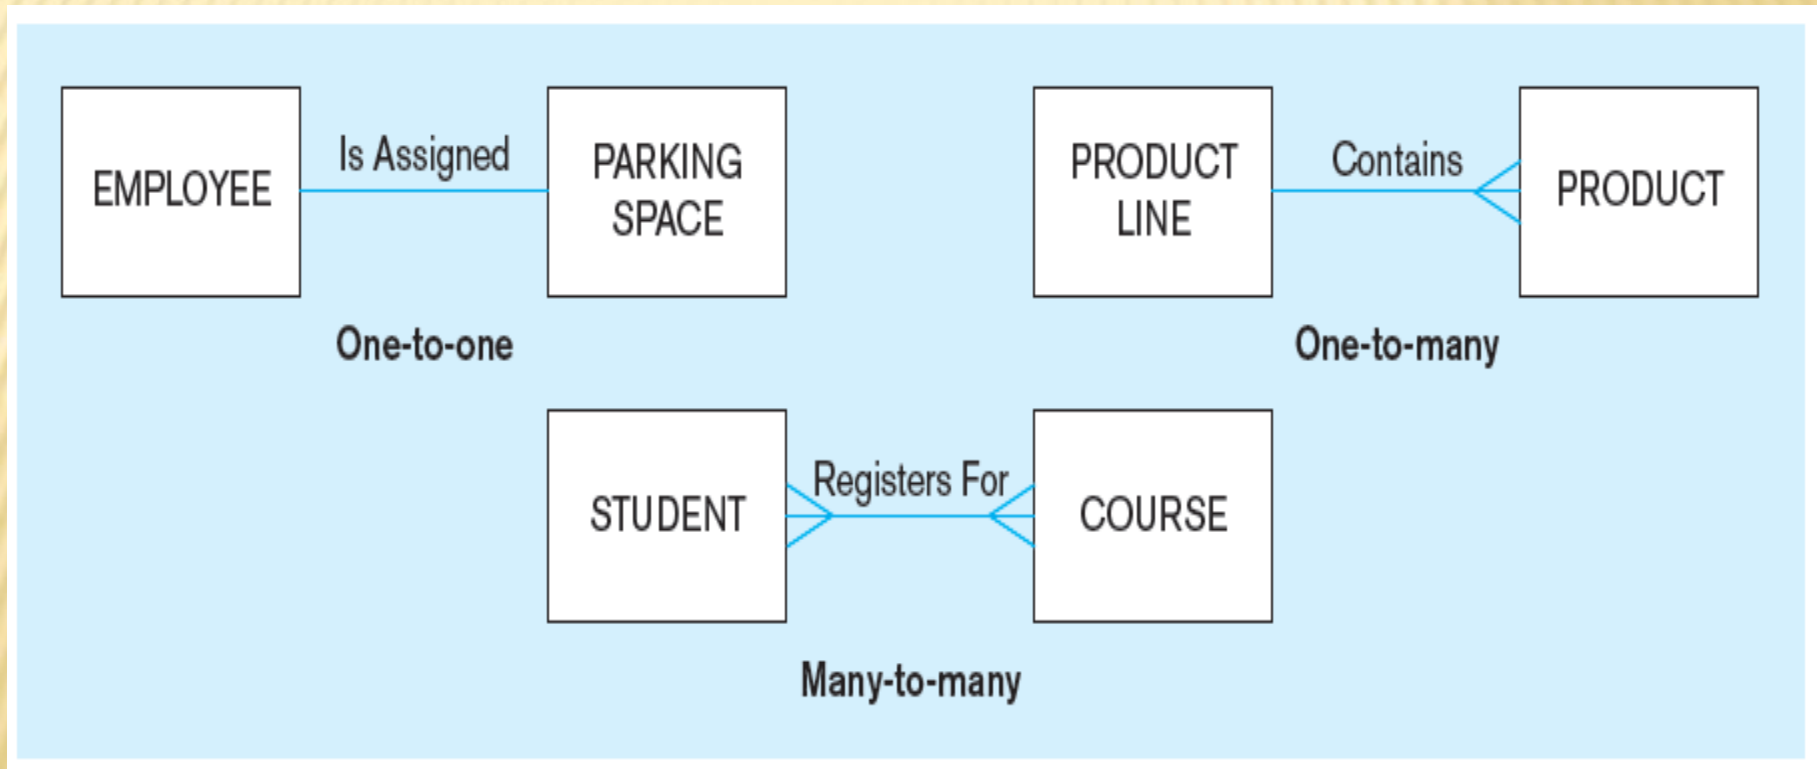 EMPLOYEE
Is Assigned
PARKING
SPACE
One-to-one
PRODUCT
LINE
Contains
PRODUCT
One-to-many
STUDENT
Registers For
COURSE
Many-to-many